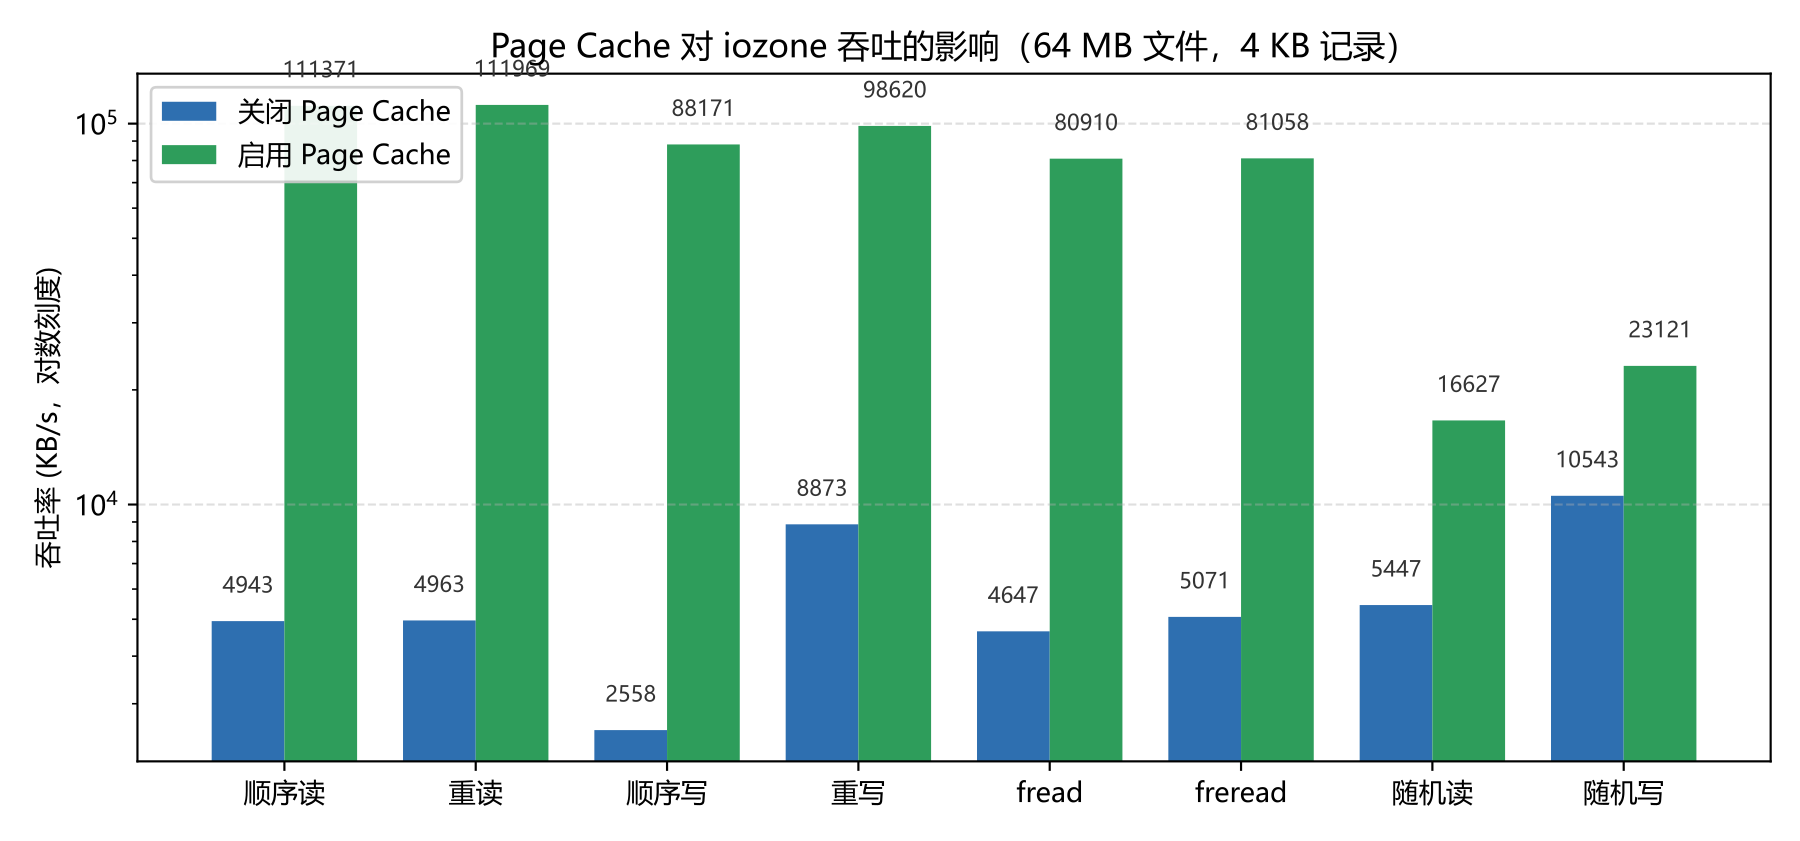 Page Cache 对 iozone 吞吐的影响（64 MB 文件，4 KB 记录）
关闭 Page Cache
启用 Page Cache
吞吐率 (KB/s，对数刻度)
10⁵
10⁴
111371
111969
88171
98620
80910
81058
16627
23121
4943
4963
2558
8873
4647
5071
5447
10543
顺序读
重读
顺序写
重写
fread
freread
随机读
随机写